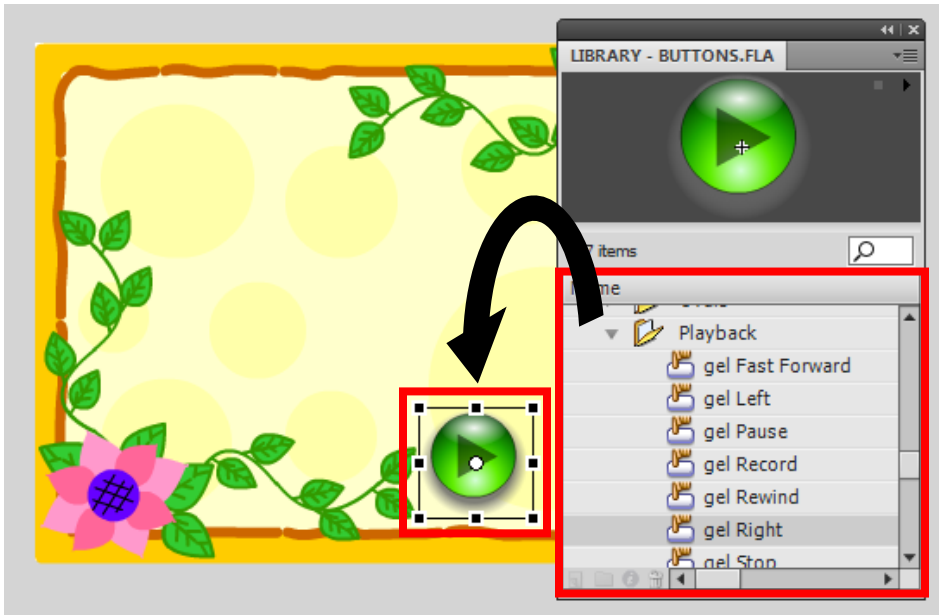 LIBRARY - BUTTONS.FLA
7 items
Playback
gel Fast Forward
gel Left
gel Pause
gel Record
gel Rewind
gel Right
gel Stop